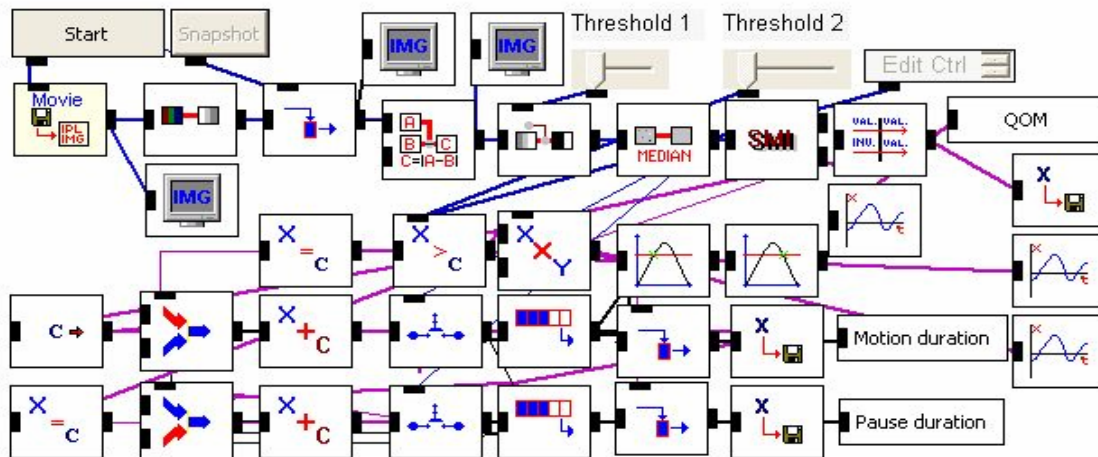 Threshold 1 Threshold 2
Start Snapshot IMG IMG Edit Ctrl
Movie
IPL
IMG
A
B C
C=|A-B|
MEDIAN
SMI
VAL. VAL.
INV. VAL.
QOM
IMG
X
X = C
X > C
X × Y
X
X
C
X + C
X
Motion duration
X
X = C
X + C
X
Pause duration